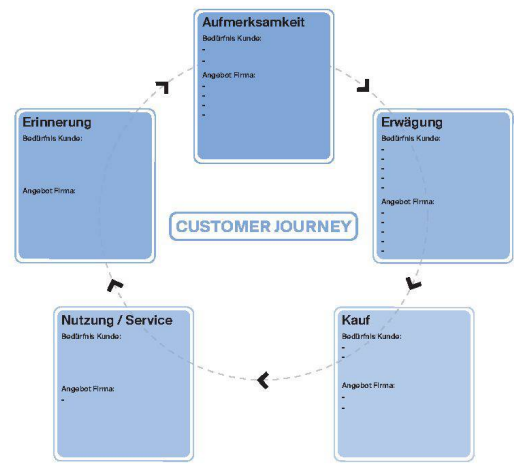 Aufmerksamkeit
Bedürfnis Kunde:
-
-
Angebot Firma:
-
-
-
-
Erwägung
Bedürfnis Kunde:
-
-
-
-
-
Angebot Firma:
-
-
-
-
-
Kauf
Bedürfnis Kunde:
-
-
Angebot Firma:
-
-
Nutzung / Service
Bedürfnis Kunde:
Angebot Firma:
-
Erinnerung
Bedürfnis Kunde:
Angebot Firma:
CUSTOMER JOURNEY